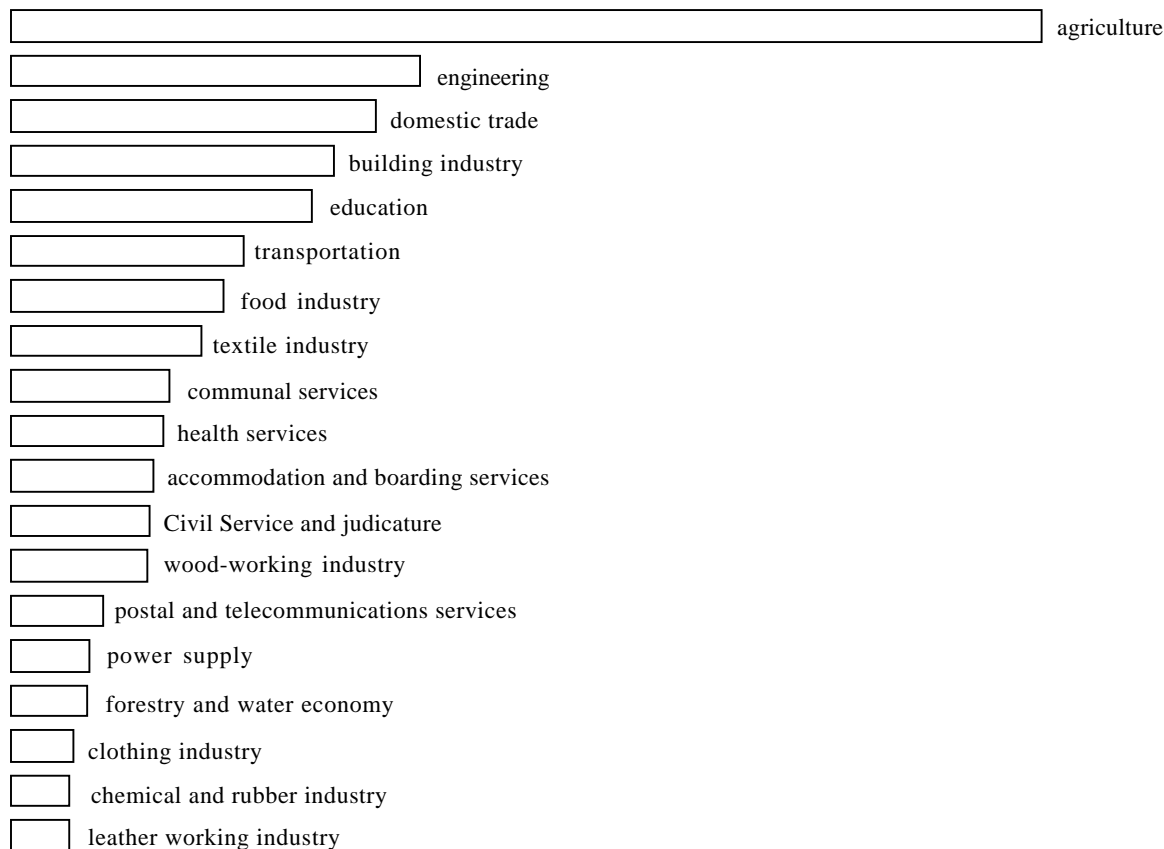 agriculture
engineering
domestic trade
building industry
education
transportation
food industry
textile industry
communal services
health services
accommodation and boarding services
Civil Service and judicature
wood-working industry
postal and telecommunications services
power supply
forestry and water economy
clothing industry
chemical and rubber industry
leather working industry